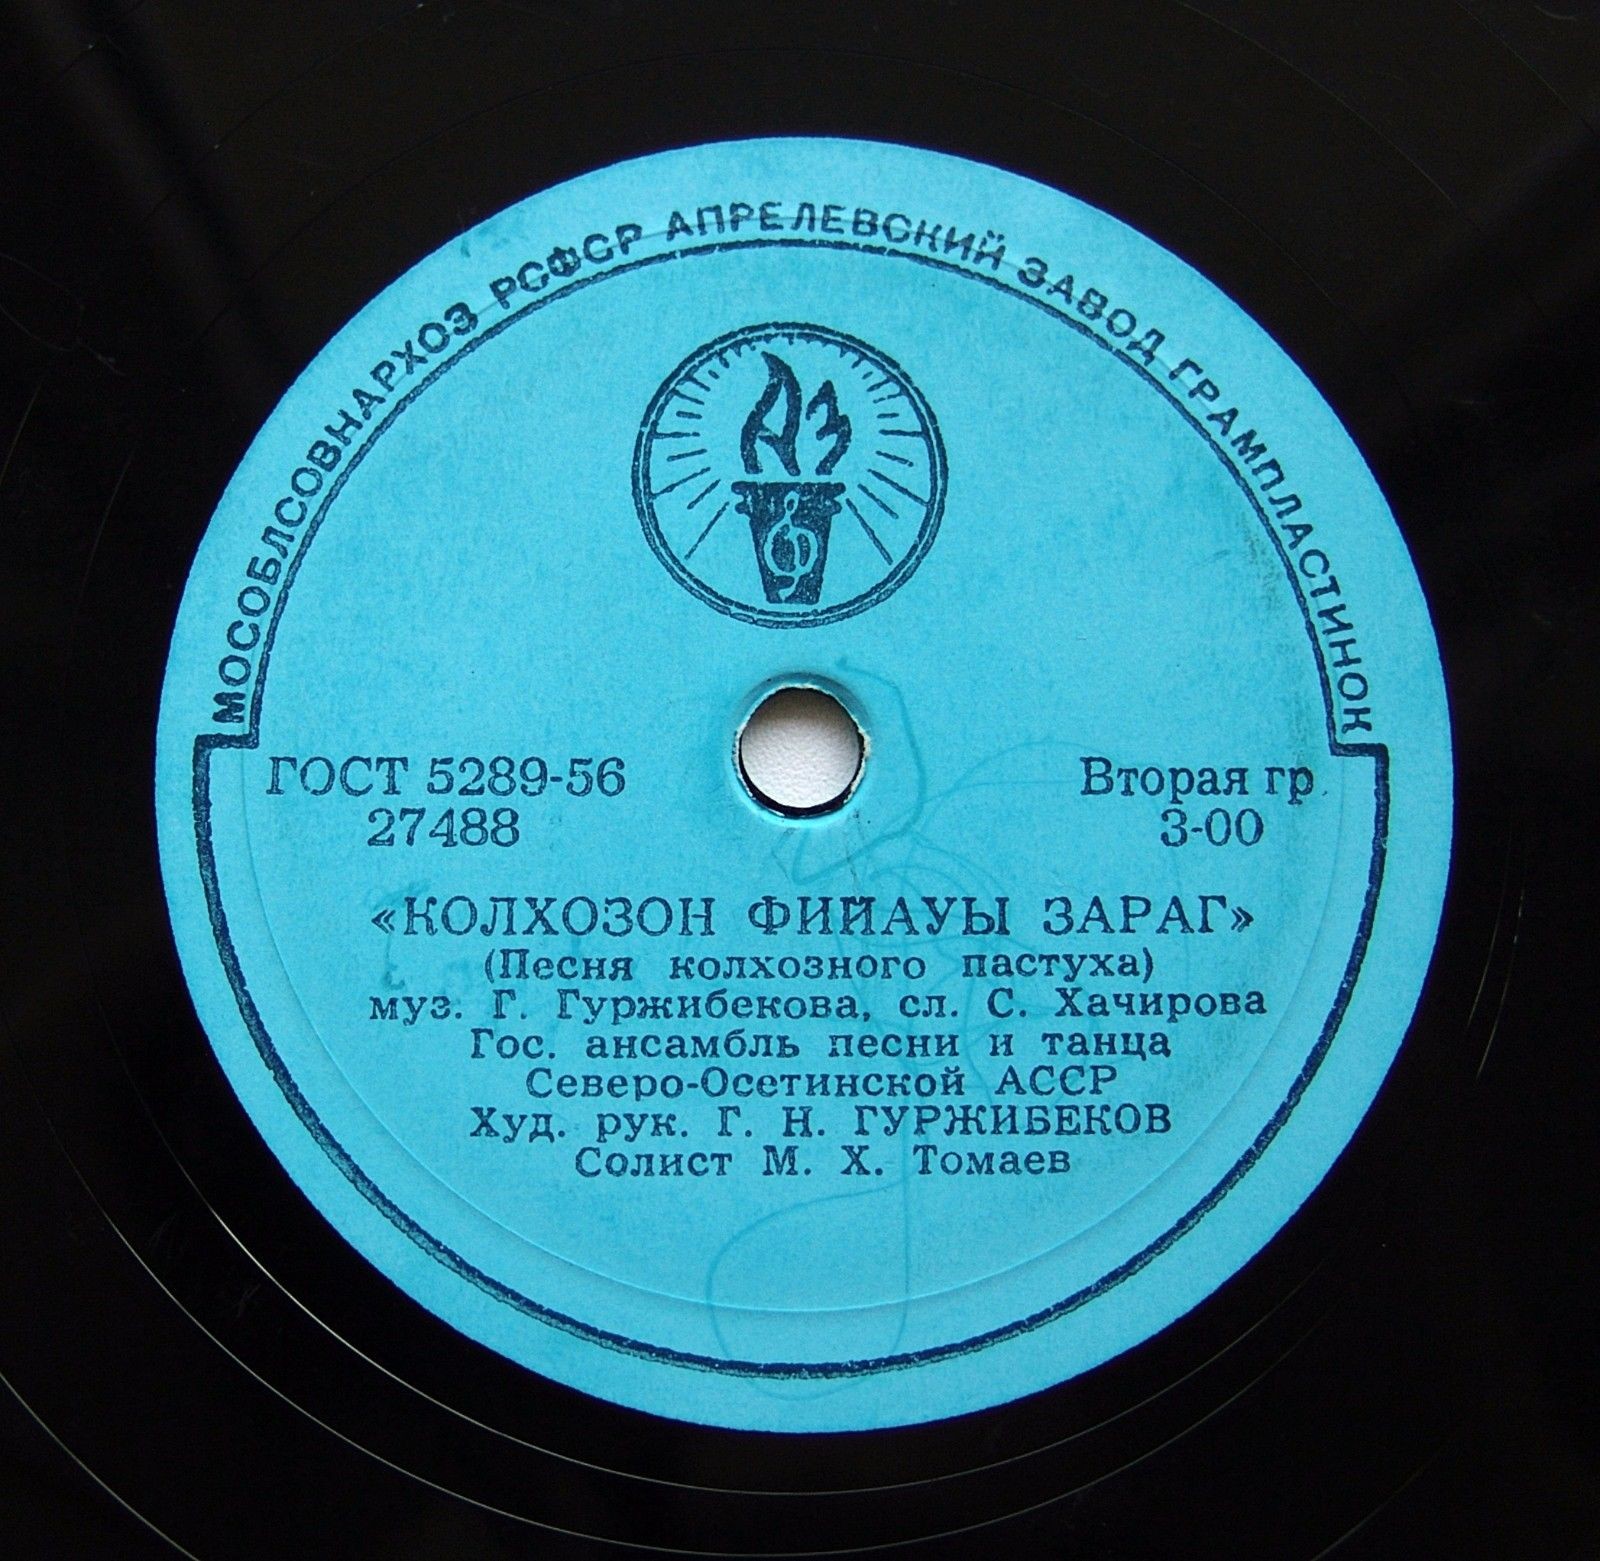 МОСОБЛСОВНАРХОЗ РСФСР АПРЕЛЕВСКИЙ ЗАВОД ГРАМПЛАСТИНОК
АЗ
ГОСТ 5289-56
27488
Вторая гр.
3-00
«КОЛХОЗОН ФИЙАУЫ ЗАРАГ»
(Песня колхозного пастуха)
муз. Г. Гуржибекова, сл. С. Хачирова
Гос. ансамбль песни и танца
Северо-Осетинской АССР
Худ. рук. Г. Н. ГУРЖИБЕКОВ
Солист М. Х. Томаев